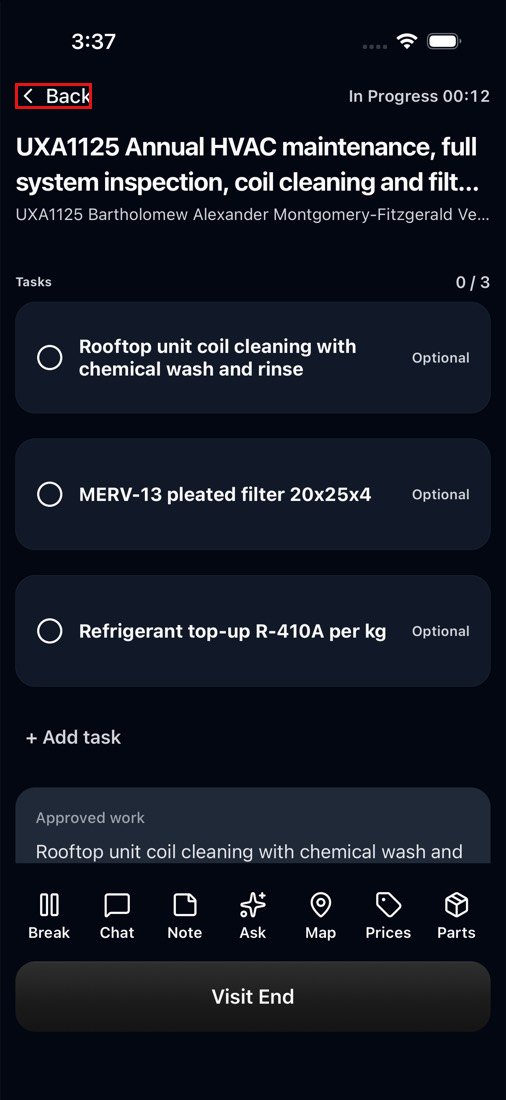 3:37
Back
In Progress 00:12
UXA1125 Annual HVAC maintenance, full
system inspection, coil cleaning and filt...
UXA1125 Bartholomew Alexander Montgomery-Fitzgerald Ve...
Tasks
0 / 3
Rooftop unit coil cleaning with
chemical wash and rinse
Optional
MERV-13 pleated filter 20x25x4
Optional
Refrigerant top-up R-410A per kg
Optional
+ Add task
Approved work
Rooftop unit coil cleaning with chemical wash and
Break
Chat
Note
Ask
Map
Prices
Parts
Visit End